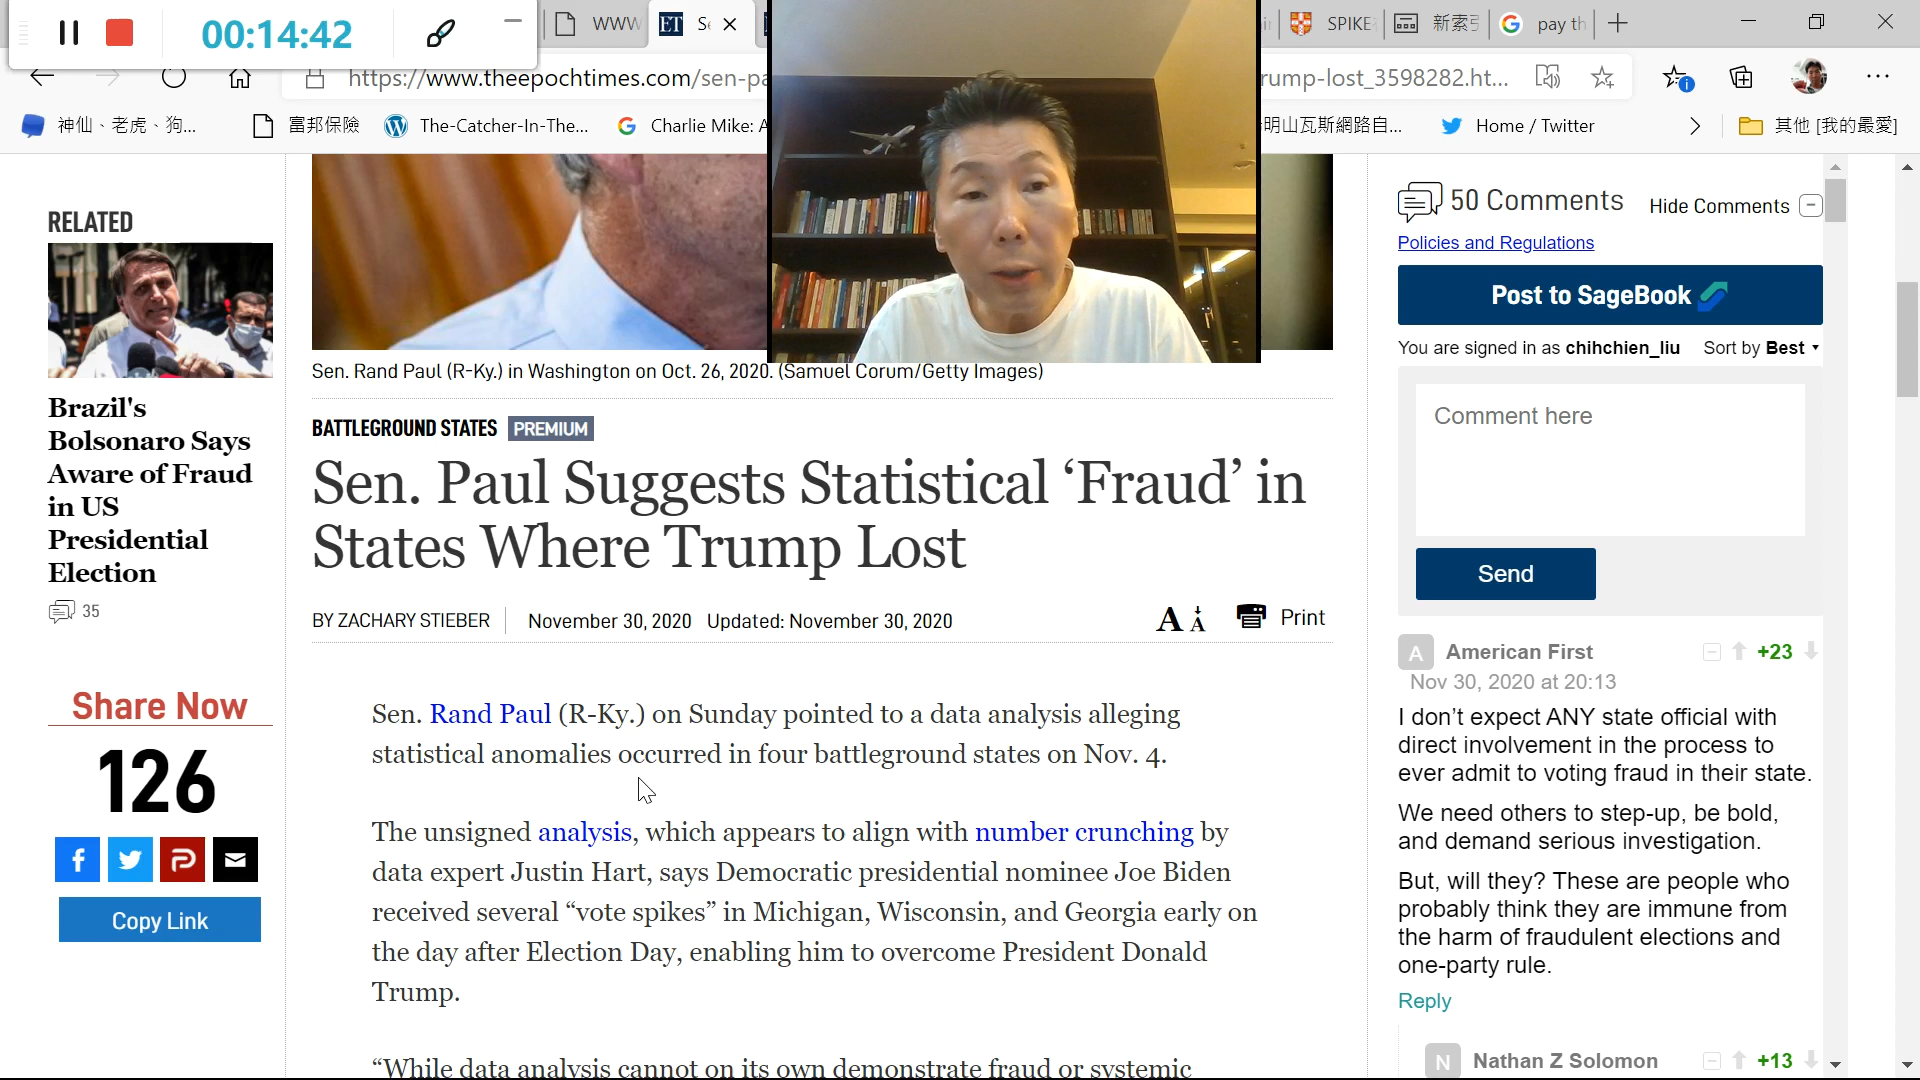 00:14:42
WWW
ET
SPIKE
新索引
pay th
https://www.theepochtimes.com/sen-pa
rump-lost_3598282.ht...
神仙、老虎、狗...
富邦保險
The-Catcher-In-The...
Charlie Mike: A
明山瓦斯網路自...
Home / Twitter
其他 [我的最愛]
RELATED
Brazil's
Bolsonaro Says
Aware of Fraud
in US
Presidential
Election
35
Share Now
126
Copy Link
Sen. Rand Paul (R-Ky.) in Washington on Oct. 26, 2020. (Samuel Corum/Getty Images)
BATTLEGROUND STATES PREMIUM
Sen. Paul Suggests Statistical ‘Fraud’ in
States Where Trump Lost
BY ZACHARY STIEBER November 30, 2020 Updated: November 30, 2020
A A Print
Sen. Rand Paul (R-Ky.) on Sunday pointed to a data analysis alleging
statistical anomalies occurred in four battleground states on Nov. 4.
The unsigned analysis, which appears to align with number crunching by
data expert Justin Hart, says Democratic presidential nominee Joe Biden
received several “vote spikes” in Michigan, Wisconsin, and Georgia early on
the day after Election Day, enabling him to overcome President Donald
Trump.
“While data analysis cannot on its own demonstrate fraud or systemic
50 Comments Hide Comments
Policies and Regulations
Post to SageBook
You are signed in as chihchien_liu Sort by Best
Comment here
Send
A American First +23
Nov 30, 2020 at 20:13
I don’t expect ANY state official with
direct involvement in the process to
ever admit to voting fraud in their state.
We need others to step-up, be bold,
and demand serious investigation.
But, will they? These are people who
probably think they are immune from
the harm of fraudulent elections and
one-party rule.
Reply
N Nathan Z Solomon +13